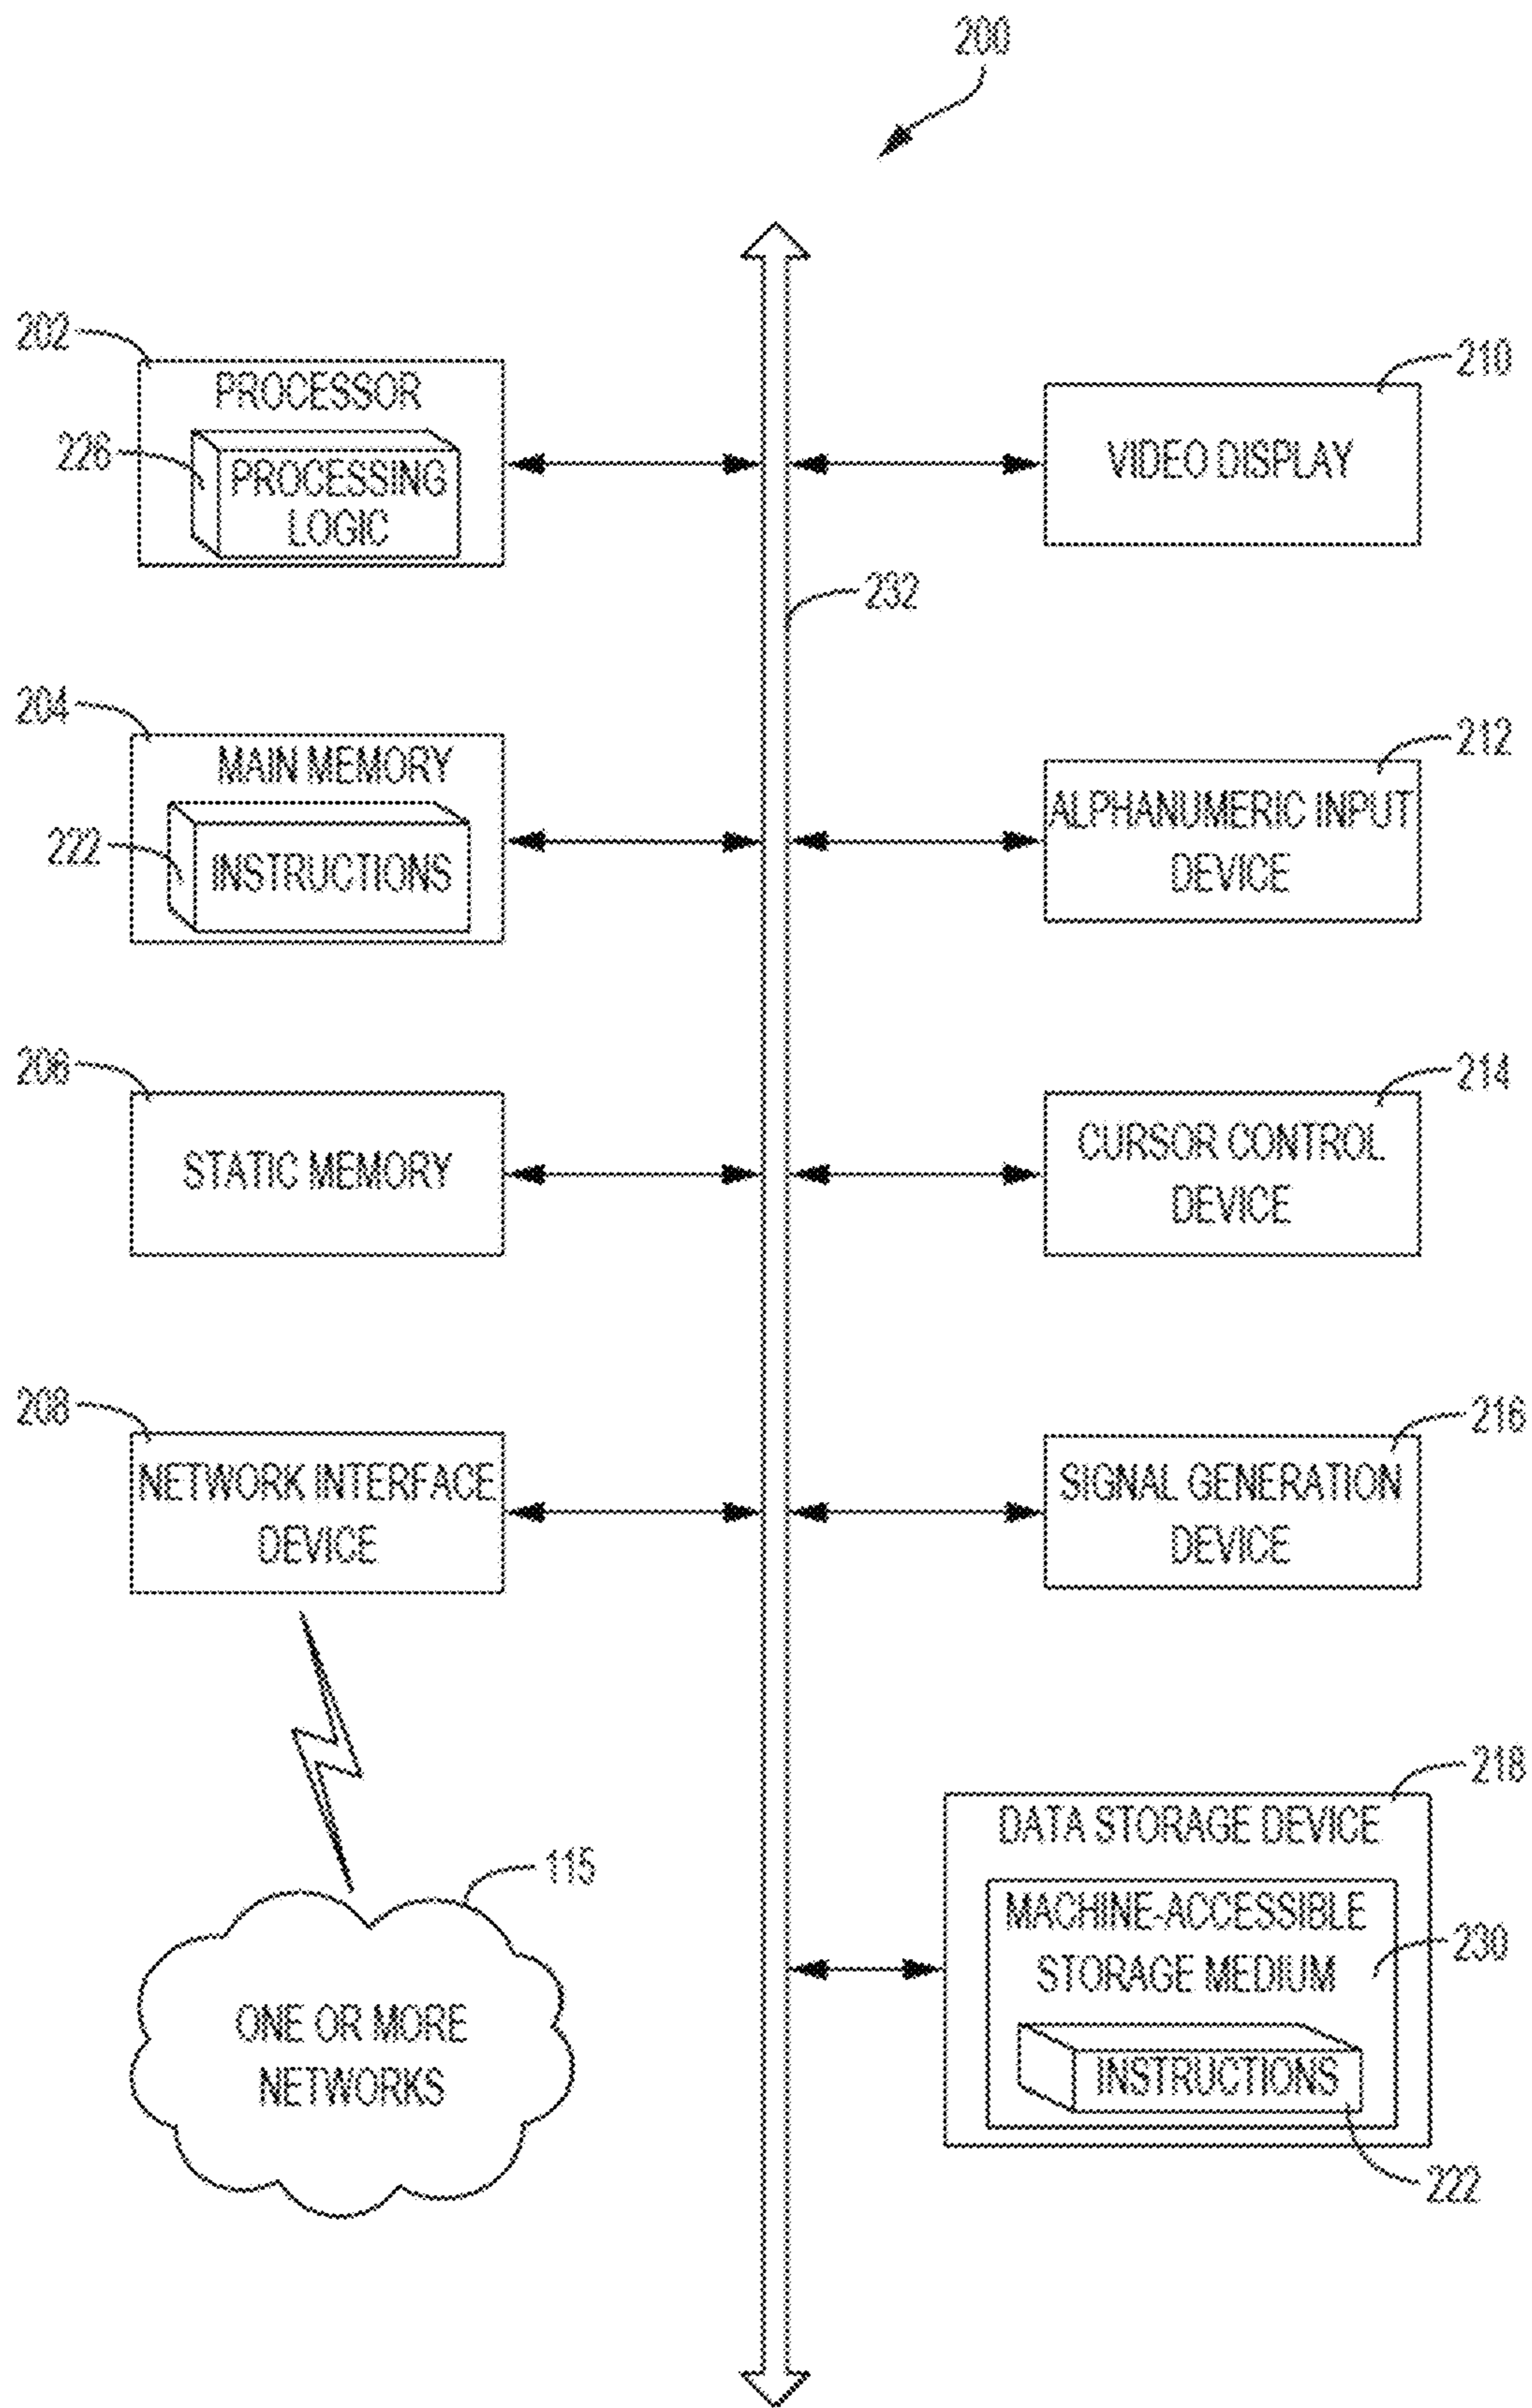 200
202
PROCESSOR
226
PROCESSING
LOGIC
210
VIDEO DISPLAY
232
204
MAIN MEMORY
222
INSTRUCTIONS
212
ALPHANUMERIC INPUT
DEVICE
206
STATIC MEMORY
214
CURSOR CONTROL
DEVICE
208
NETWORK INTERFACE
DEVICE
216
SIGNAL GENERATION
DEVICE
115
ONE OR MORE
NETWORKS
218
DATA STORAGE DEVICE
MACHINE-ACCESSIBLE
STORAGE MEDIUM
230
INSTRUCTIONS
222